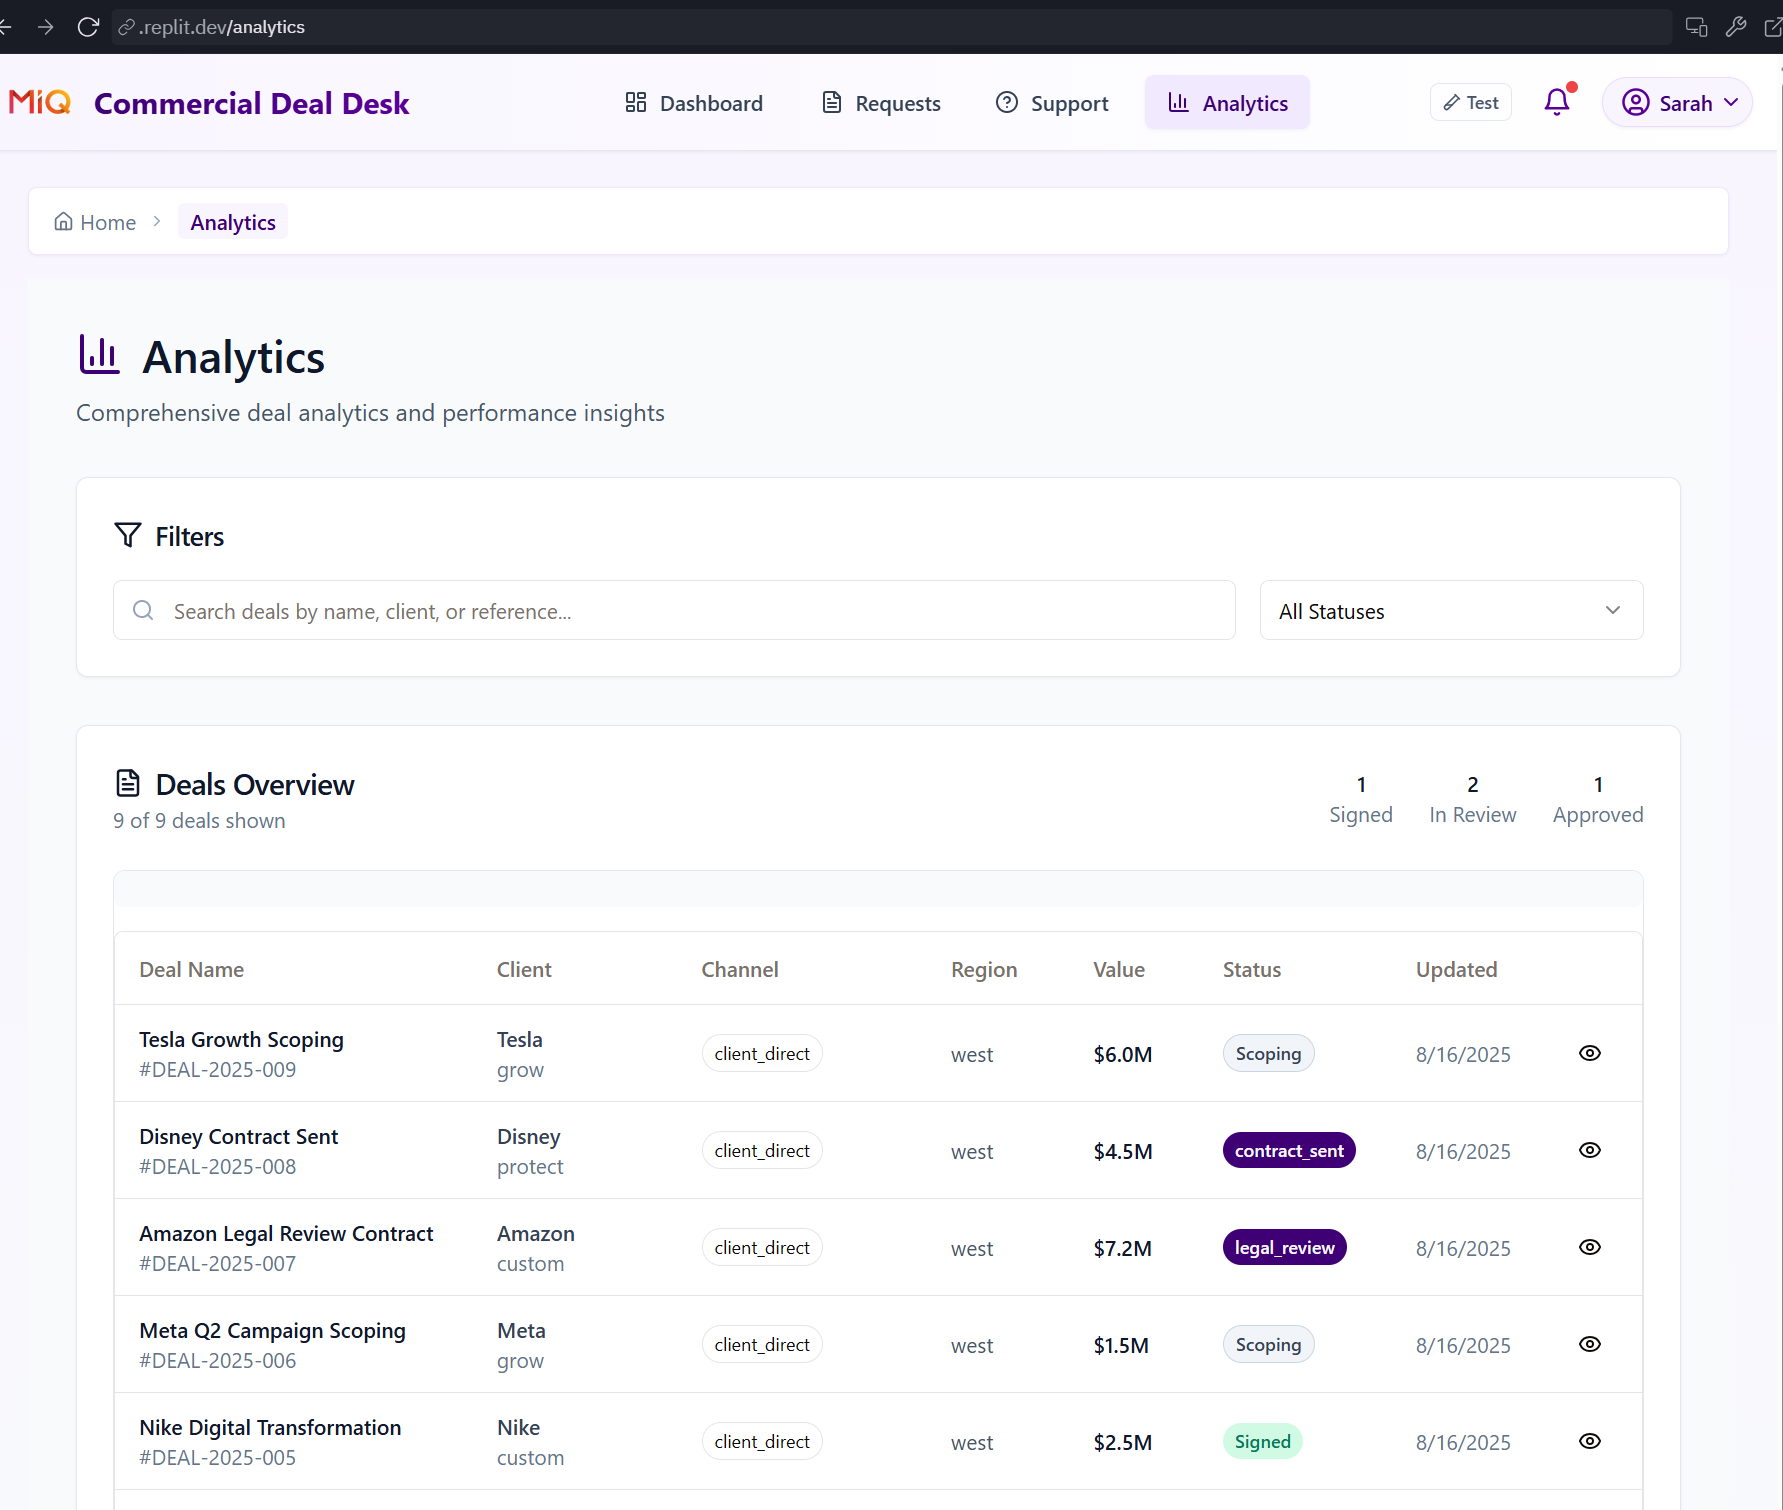 .replit.dev/analytics
MiQ Commercial Deal Desk
Dashboard
Requests
Support
Analytics
Test
Sarah
Home
Analytics
Analytics
Comprehensive deal analytics and performance insights
Filters
Search deals by name, client, or reference...
All Statuses
Deals Overview
9 of 9 deals shown
1 2 1
Signed In Review Approved
Deal Name Client Channel Region Value Status Updated
Tesla Growth Scoping Tesla client_direct west $6.0M Scoping 8/16/2025
#DEAL-2025-009 grow
Disney Contract Sent Disney client_direct west $4.5M contract_sent 8/16/2025
#DEAL-2025-008 protect
Amazon Legal Review Contract Amazon client_direct west $7.2M legal_review 8/16/2025
#DEAL-2025-007 custom
Meta Q2 Campaign Scoping Meta client_direct west $1.5M Scoping 8/16/2025
#DEAL-2025-006 grow
Nike Digital Transformation Nike client_direct west $2.5M Signed 8/16/2025
#DEAL-2025-005 custom